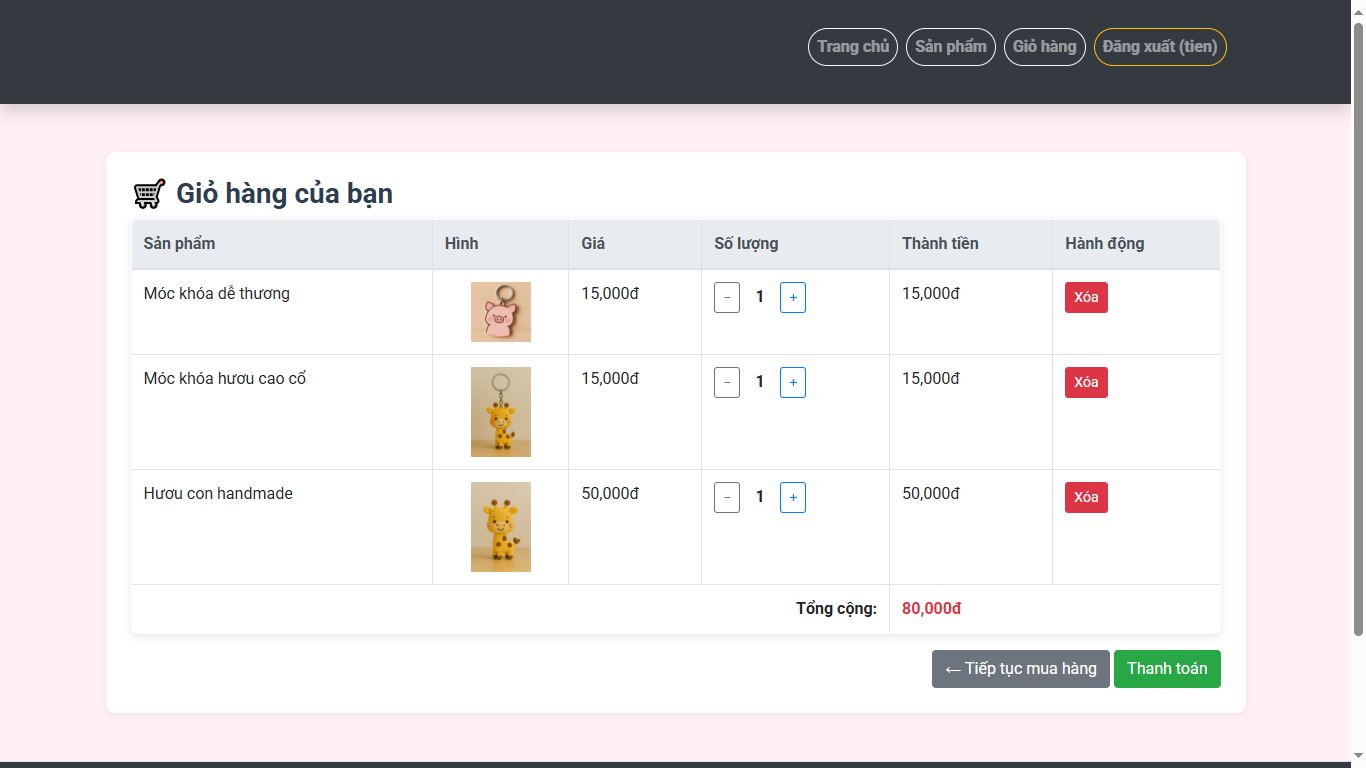 Trang chủ Sản phẩm Giỏ hàng Đăng xuất (tien)
Giỏ hàng của bạn
Sản phẩm Hình Giá Số lượng Thành tiền Hành động
Móc khóa dễ thương 15,000đ − 1 + 15,000đ Xóa
Móc khóa hươu cao cổ 15,000đ − 1 + 15,000đ Xóa
Hươu con handmade 50,000đ − 1 + 50,000đ Xóa
Tổng cộng: 80,000đ
← Tiếp tục mua hàng Thanh toán